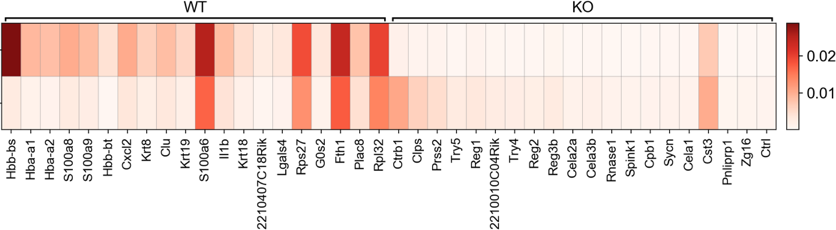 WT KO
0.02
0.01
Hbb-bs
Hba-a1
Hba-a2
S100a8
S100a9
Hbb-bt
Cxcl2
Krt8
Clu
Krt19
S100a6
Il1b
Krt18
2210407C18Rik
Lgals4
Rps27
G0s2
Fth1
Plac8
Rpl32
Ctrb1
Clps
Prss2
Try5
Reg1
2210010C04Rik
Try4
Reg2
Reg3b
Cela2a
Cela3b
Rnase1
Spink1
Cpb1
Sycn
Cela1
Cst3
Pnliprp1
Zg16
Ctrl